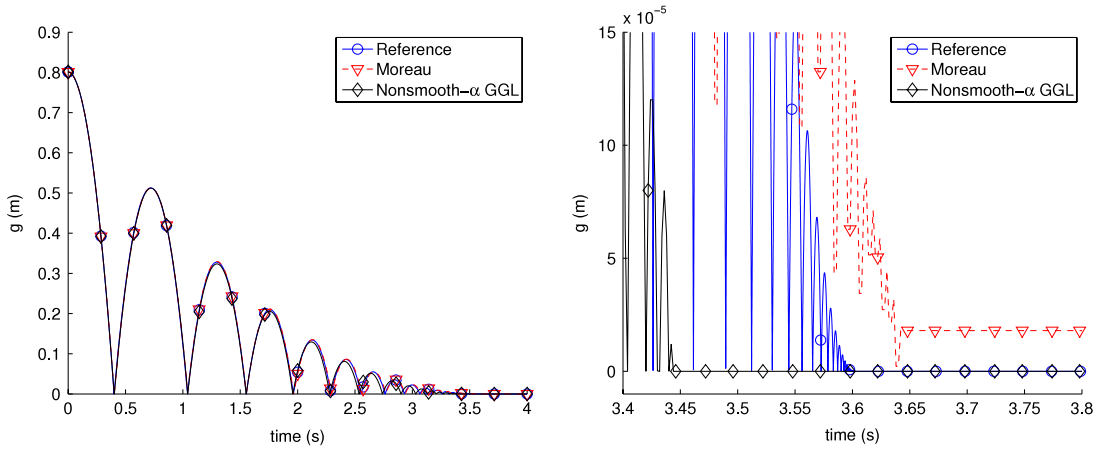 0.9
0.8
0.7
0.6
0.5
0.4
0.3
0.2
0.1
0
g (m)
0 0.5 1 1.5 2 2.5 3 3.5 4
time (s)
Reference
Moreau
Nonsmooth−α GGL
x 10⁻⁵
15
10
5
0
g (m)
3.4 3.45 3.5 3.55 3.6 3.65 3.7 3.75 3.8
time (s)
Reference
Moreau
Nonsmooth−α GGL